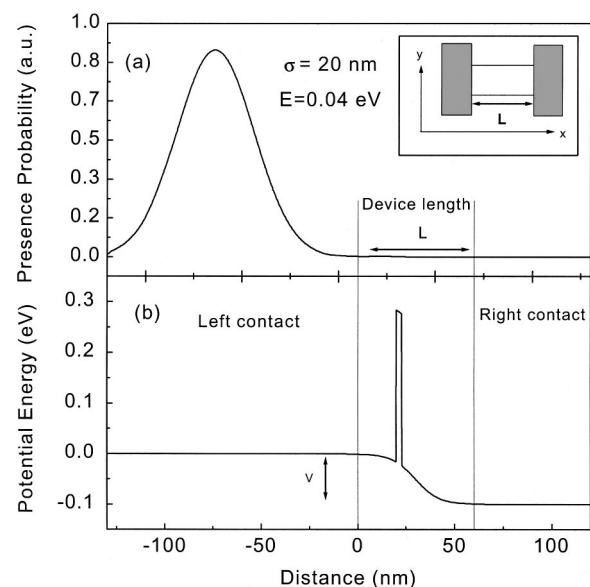 Presence Probability (a.u.)
1.0
0.8
0.6
0.5
0.4
0.2
0.0
(a)
σ = 20 nm
E=0.04 eV
y
L
x
Device length
L
Potential Energy (eV)
0.3
0.2
0.1
0.0
-0.1
(b)
Left contact
Right contact
V
-100
-50
0
50
100
Distance (nm)